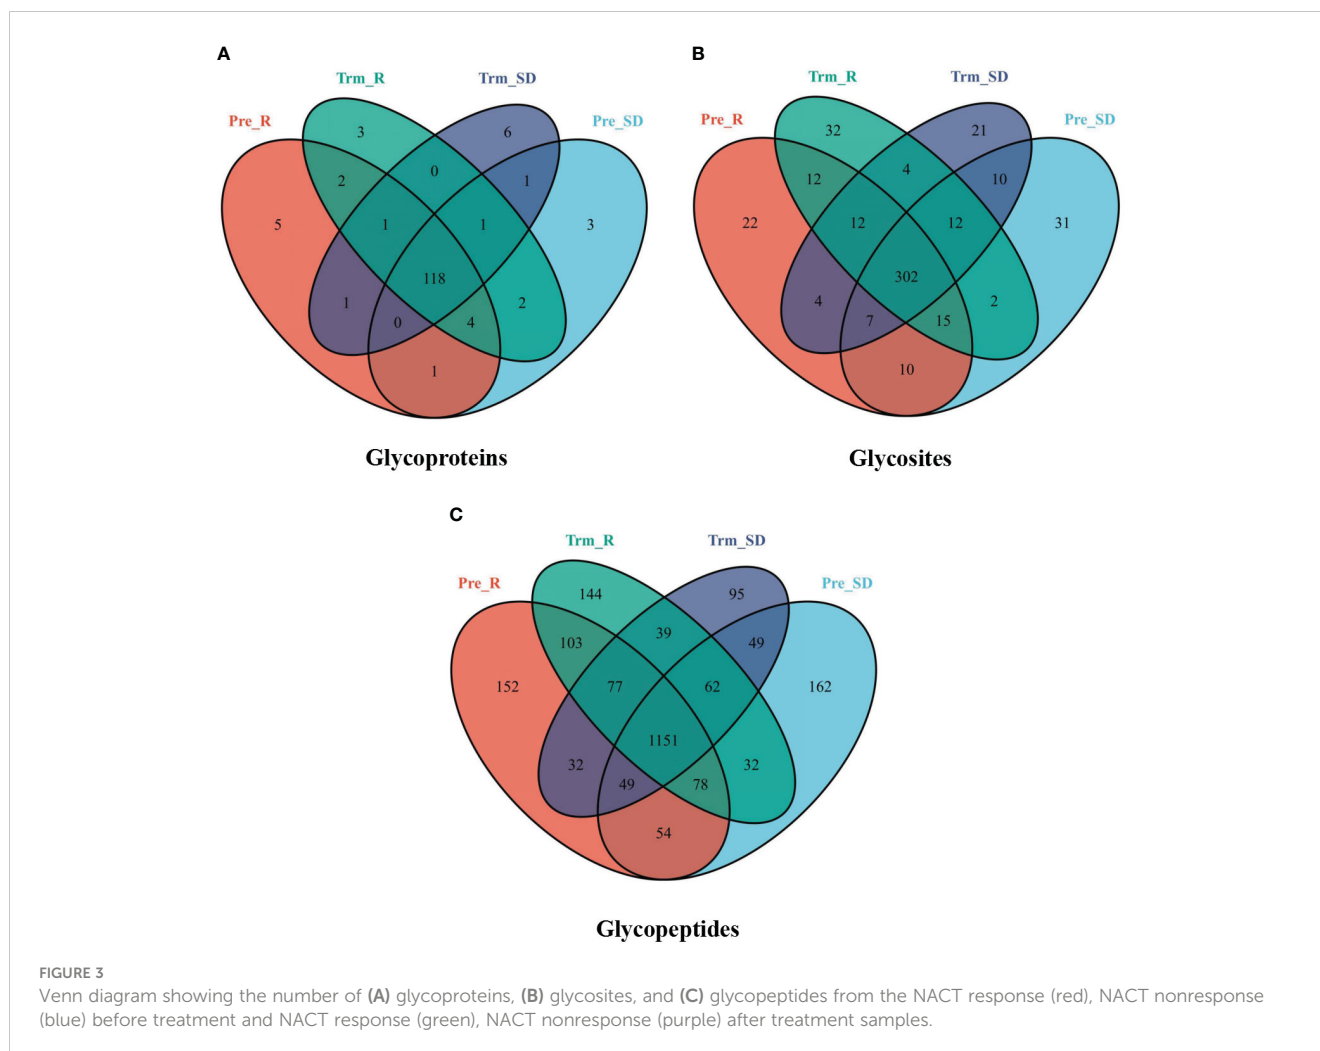 A
B
Trm_R
Trm_SD
Pre_R
Pre_SD
3
6
2
0
1
5
1
1
3
118
1
0
4
2
1
Glycoproteins
Trm_R
Trm_SD
Pre_R
Pre_SD
32
21
12
4
10
22
12
12
31
302
4
7
15
2
10
Glycosites
C
Trm_R
Trm_SD
Pre_R
Pre_SD
144
95
103
39
49
152
77
62
162
1151
32
49
78
32
54
Glycopeptides
FIGURE 3
Venn diagram showing the number of (A) glycoproteins, (B) glycosites, and (C) glycopeptides from the NACT response (red), NACT nonresponse
(blue) before treatment and NACT response (green), NACT nonresponse (purple) after treatment samples.